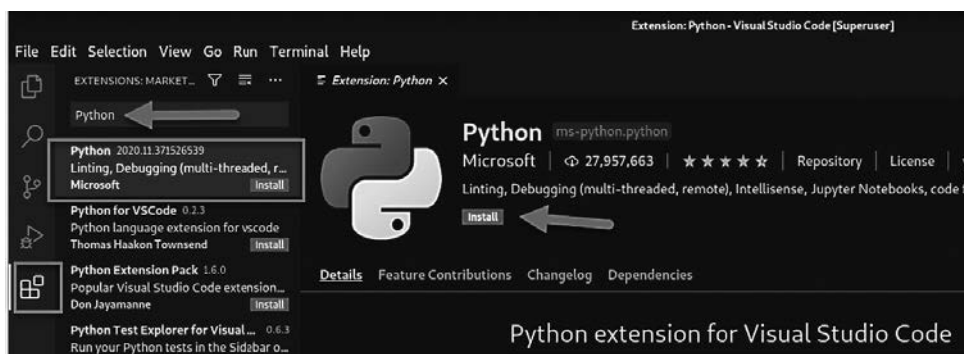 Extension: Python - Visual Studio Code [Superuser]
File Edit Selection View Go Run Terminal Help
EXTENSIONS: MARKET... ···
Extension: Python ×
Python
Python 2020.11.371526539
Linting, Debugging (multi-threaded, r...
Microsoft Install
Python for VSCode 0.2.3
Python language extension for vscode
Thomas Haakon Townsend Install
Python Extension Pack 1.6.0
Popular Visual Studio Code extension...
Don Jayamanne Install
Python Test Explorer for Visual ... 0.6.3
Run your Python tests in the Sidebar o...
Python ms-python.python
Microsoft 27,957,663 ★★★★★ Repository License
Linting, Debugging (multi-threaded, remote), Intellisense, Jupyter Notebooks, code
Install
Details Feature Contributions Changelog Dependencies
Python extension for Visual Studio Code